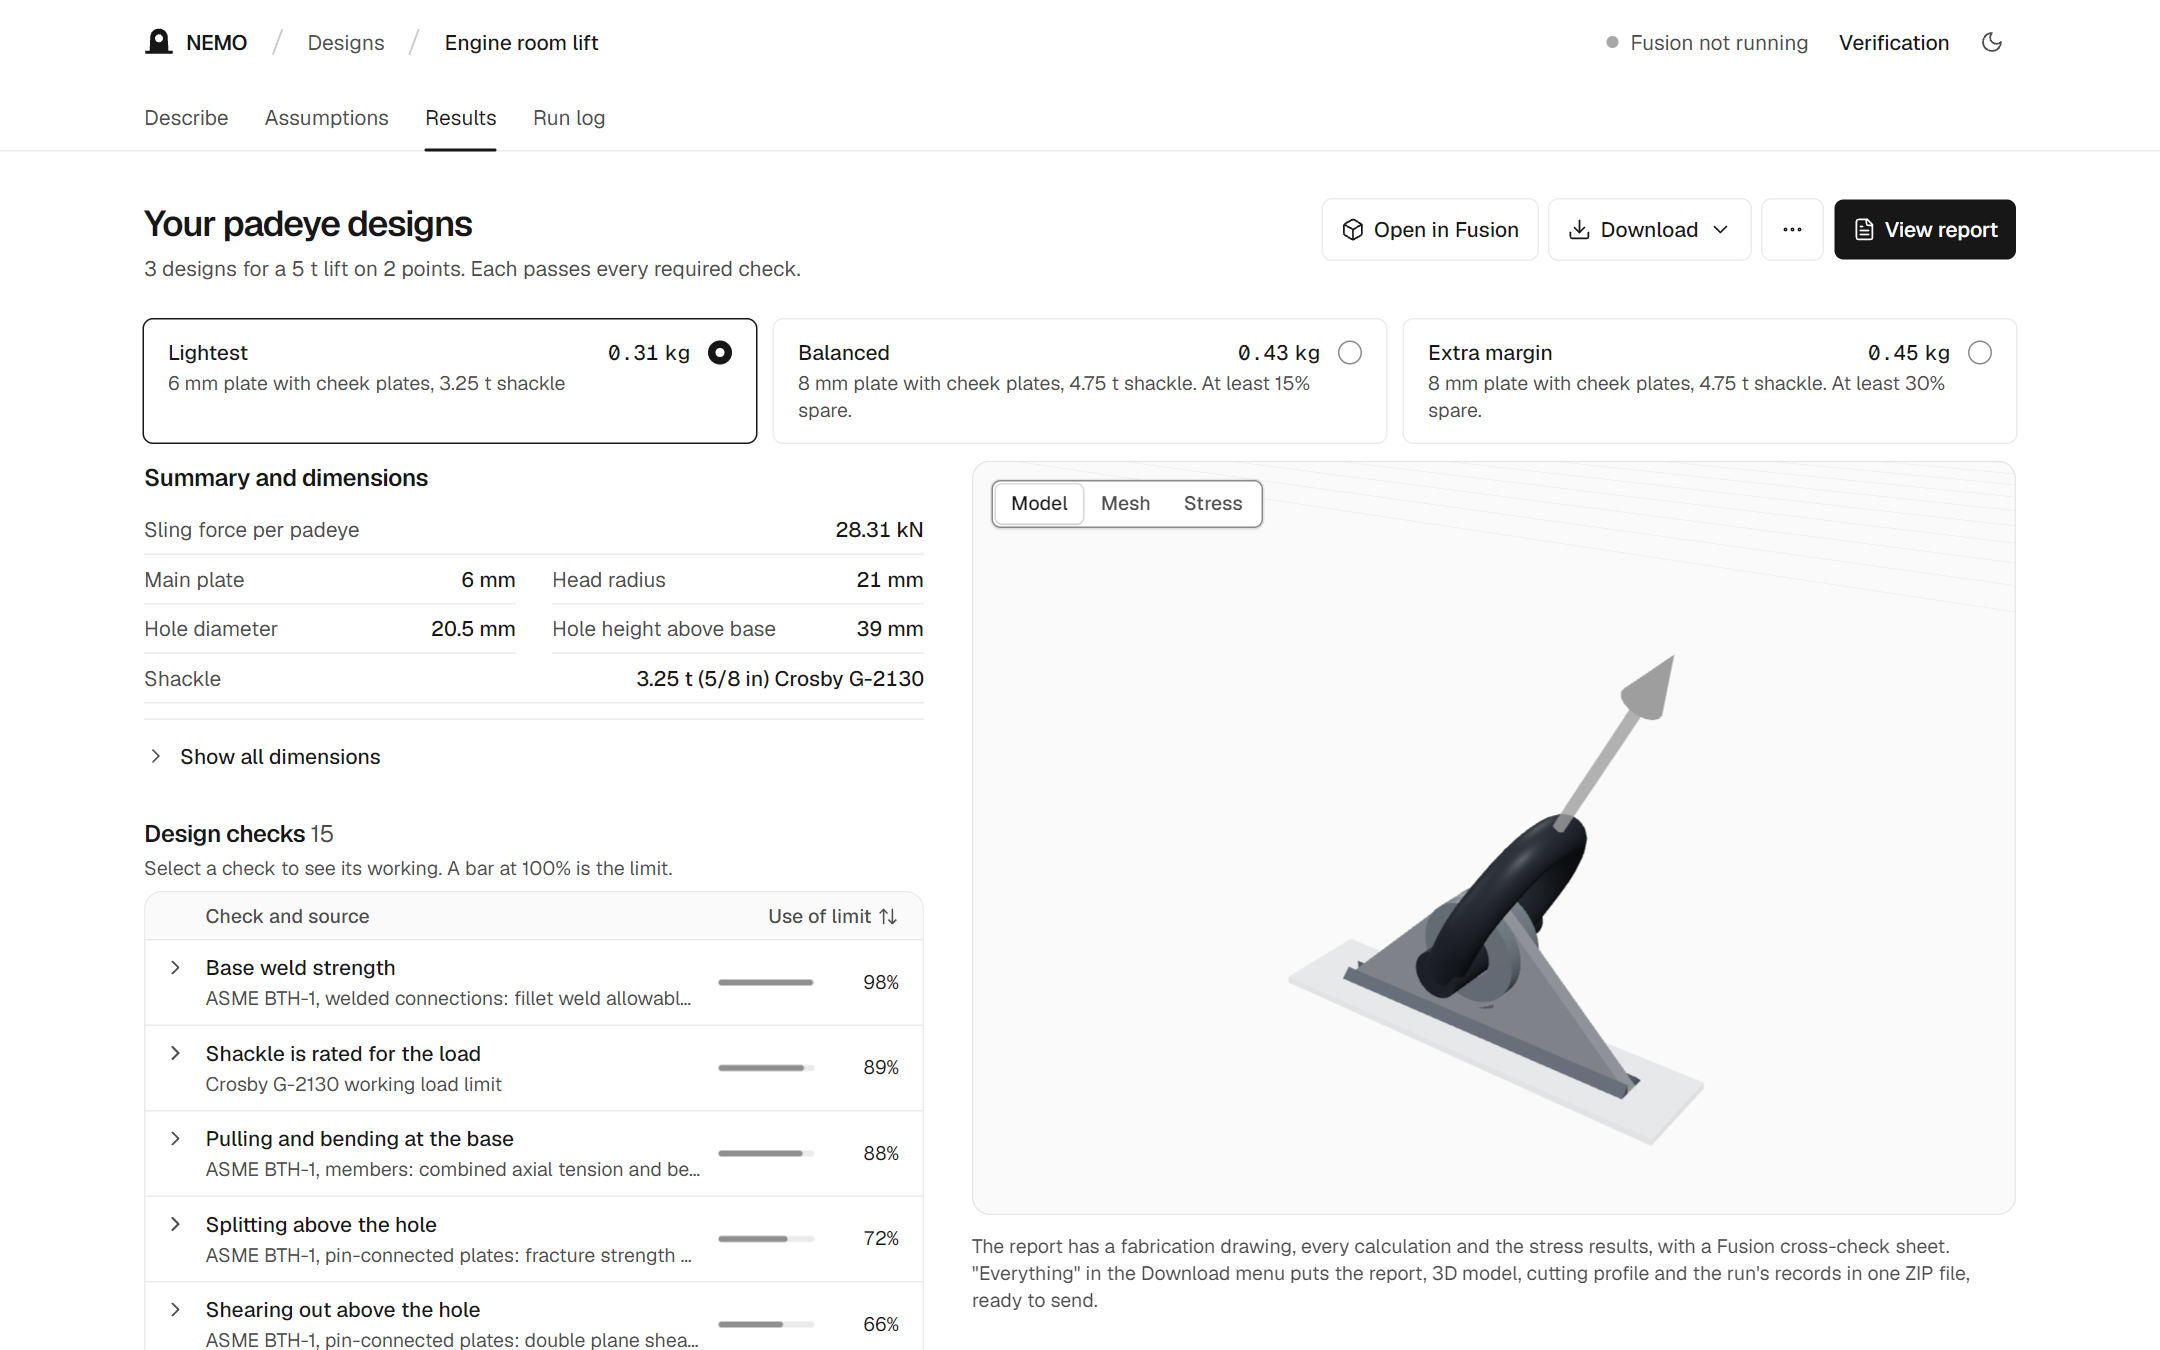 NEMO / Designs / Engine room lift
Fusion not running
Verification
Describe
Assumptions
Results
Run log
Your padeye designs
3 designs for a 5 t lift on 2 points. Each passes every required check.
Open in Fusion
Download
View report
Lightest
0.31 kg
6 mm plate with cheek plates, 3.25 t shackle
Balanced
0.43 kg
8 mm plate with cheek plates, 4.75 t shackle. At least 15%
spare.
Extra margin
0.45 kg
8 mm plate with cheek plates, 4.75 t shackle. At least 30%
spare.
Summary and dimensions
Sling force per padeye
28.31 kN
Main plate
6 mm
Head radius
21 mm
Hole diameter
20.5 mm
Hole height above base
39 mm
Shackle
3.25 t (5/8 in) Crosby G-2130
Show all dimensions
Design checks 15
Select a check to see its working. A bar at 100% is the limit.
Check and source
Use of limit
Base weld strength
ASME BTH-1, welded connections: fillet weld allowabl...
98%
Shackle is rated for the load
Crosby G-2130 working load limit
89%
Pulling and bending at the base
ASME BTH-1, members: combined axial tension and be...
88%
Splitting above the hole
ASME BTH-1, pin-connected plates: fracture strength ...
72%
Shearing out above the hole
ASME BTH-1, pin-connected plates: double plane shea...
66%
Model
Mesh
Stress
The report has a fabrication drawing, every calculation and the stress results, with a Fusion cross-check sheet.
"Everything" in the Download menu puts the report, 3D model, cutting profile and the run's records in one ZIP file,
ready to send.